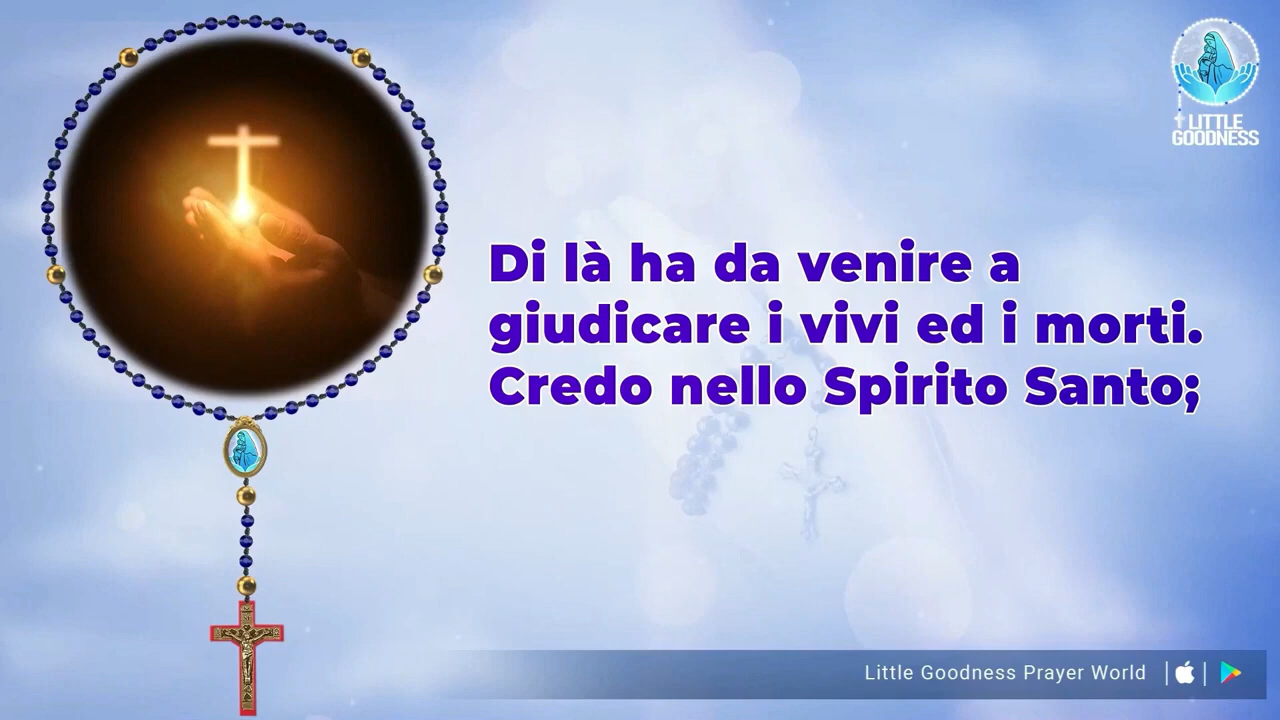 LITTLE
GOODNESS
Di là ha da venire a
giudicare i vivi ed i morti.
Credo nello Spirito Santo;
Little Goodness Prayer World